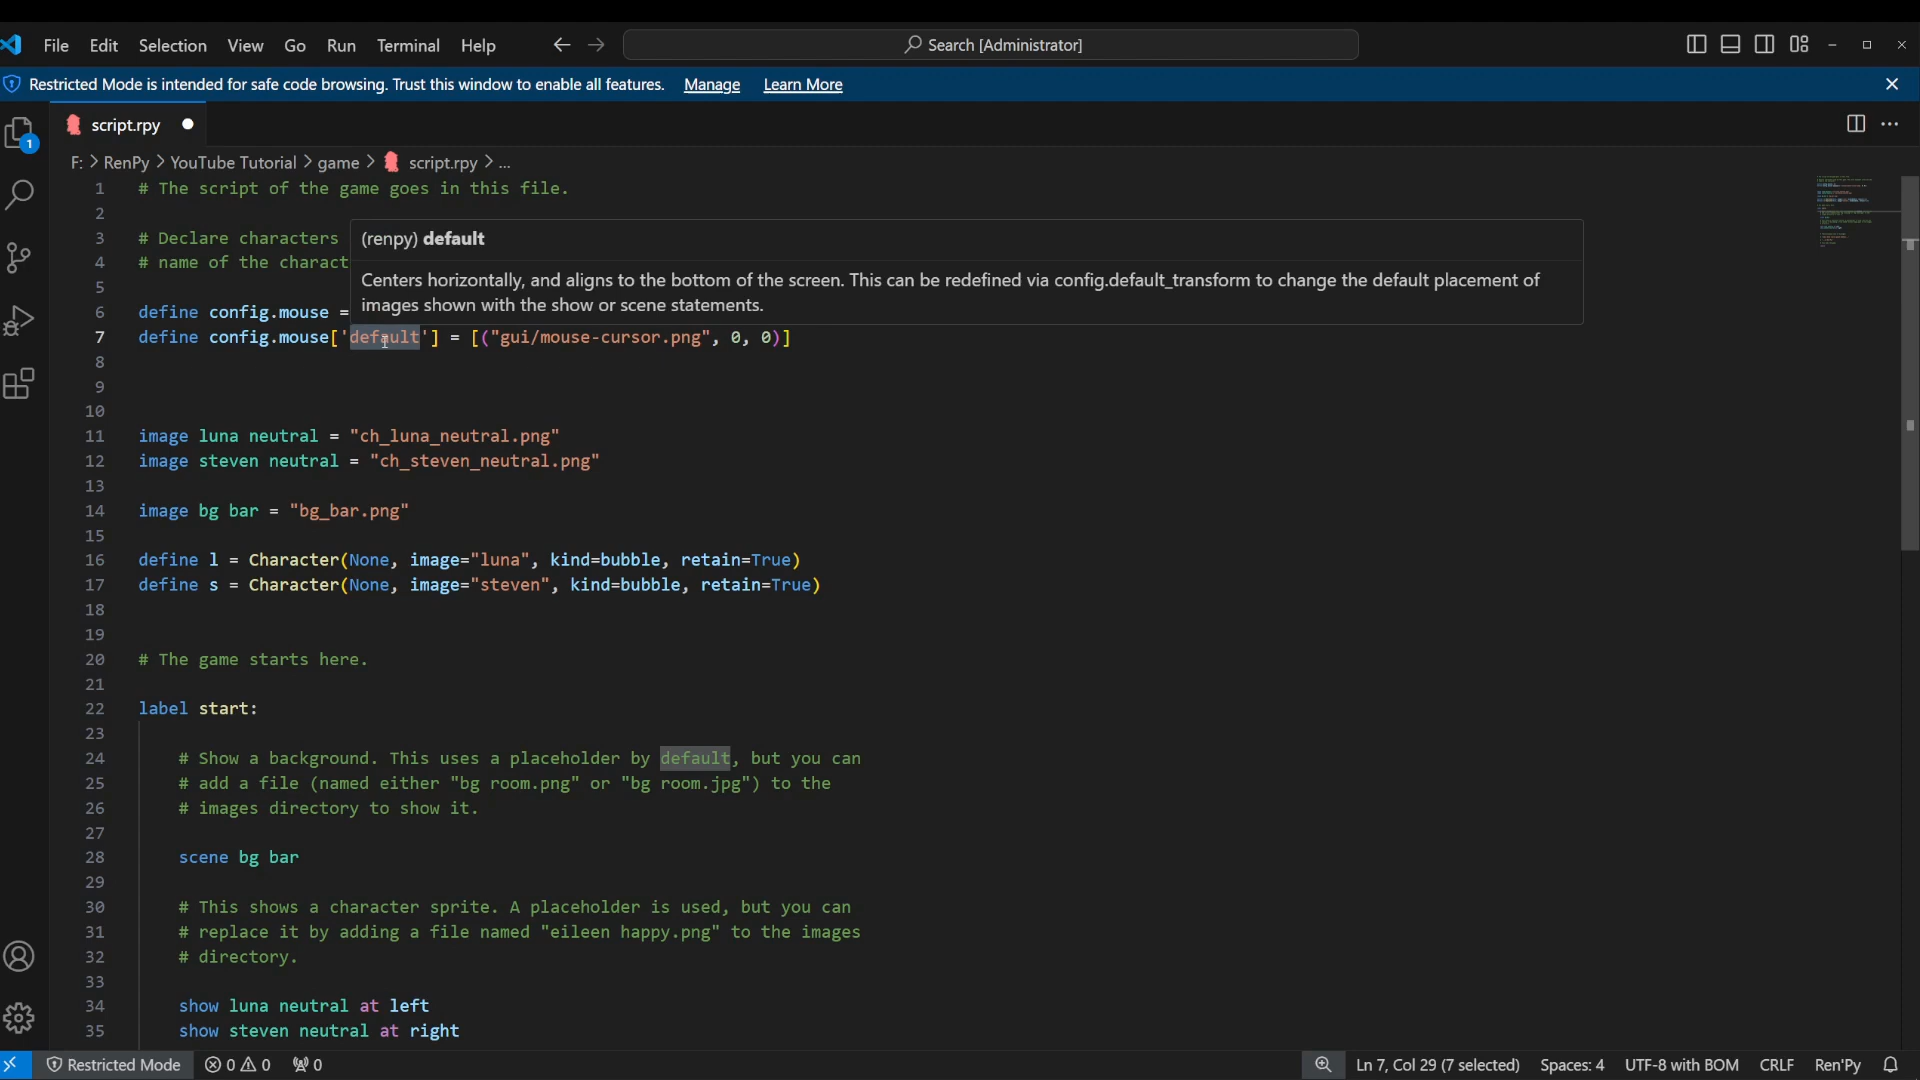 File Edit Selection View Go Run Terminal Help Search [Administrator]
Restricted Mode is intended for safe code browsing. Trust this window to enable all features. Manage Learn More
script.rpy
1
F: > RenPy > YouTube Tutorial > game > script.rpy > ...
1 # The script of the game goes in this file.
2
3 # Declare characters
4 # name of the charact
(renpy) default
Centers horizontally, and aligns to the bottom of the screen. This can be redefined via config.default_transform to change the default placement of
images shown with the show or scene statements.
5
6 define config.mouse =
7 define config.mouse['default'] = [("gui/mouse-cursor.png", 0, 0)]
8
9
10
11 image luna neutral = "ch_luna_neutral.png"
12 image steven neutral = "ch_steven_neutral.png"
13
14 image bg bar = "bg_bar.png"
15
16 define l = Character(None, image="luna", kind=bubble, retain=True)
17 define s = Character(None, image="steven", kind=bubble, retain=True)
18
19
20 # The game starts here.
21
22 label start:
23
24 # Show a background. This uses a placeholder by default, but you can
25 # add a file (named either "bg room.png" or "bg room.jpg") to the
26 # images directory to show it.
27
28 scene bg bar
29
30 # This shows a character sprite. A placeholder is used, but you can
31 # replace it by adding a file named "eileen happy.png" to the images
32 # directory.
33
34 show luna neutral at left
35 show steven neutral at right
Restricted Mode 0 0 0 Ln 7, Col 29 (7 selected) Spaces: 4 UTF-8 with BOM CRLF Ren'Py